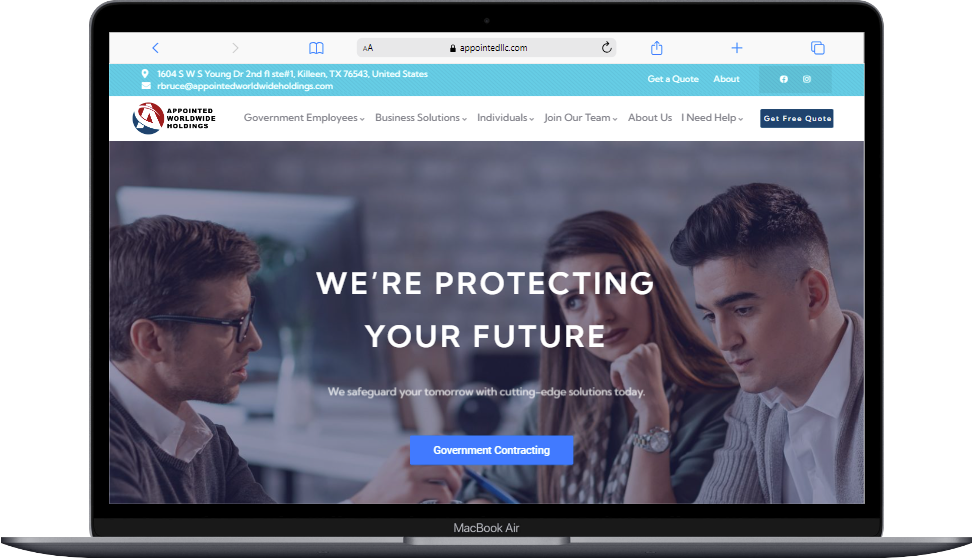 AA appointedllc.com
1604 S W S Young Dr 2nd fl ste#1, Killeen, TX 76543, United States
rbruce@appointedworldwideholdings.com
Get a Quote About
APPOINTED
WORLDWIDE
HOLDINGS
Government Employees Business Solutions Individuals Join Our Team About Us I Need Help Get Free Quote
WE’RE PROTECTING
YOUR FUTURE
We safeguard your tomorrow with cutting-edge solutions today.
Government Contracting
MacBook Air